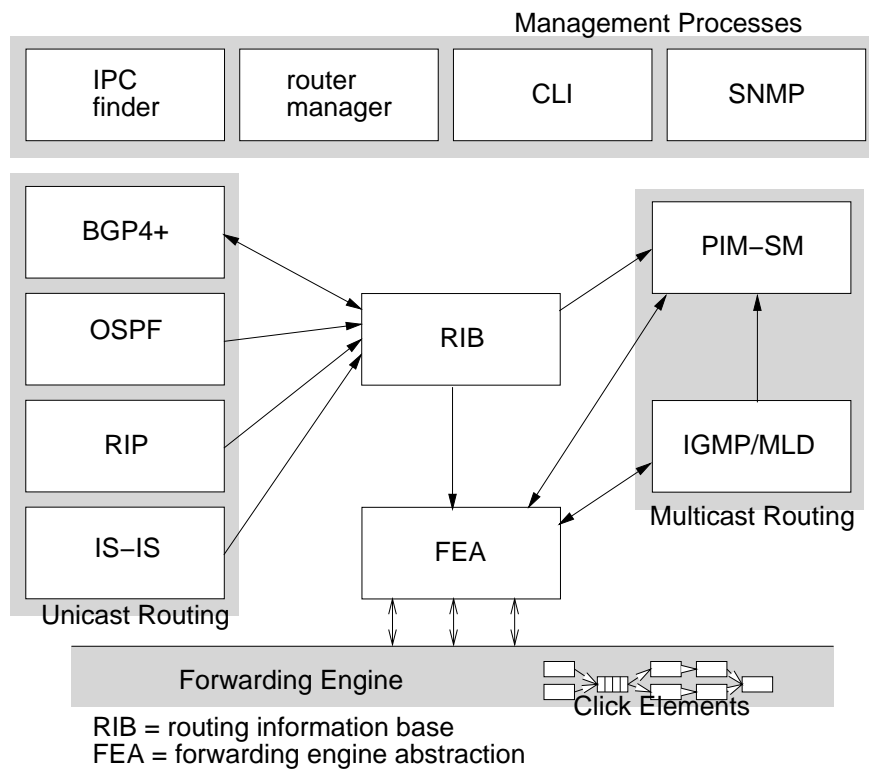 Management Processes
IPC
finder
router
manager
CLI
SNMP
BGP4+
OSPF
RIP
IS−IS
Unicast Routing
RIB
FEA
PIM−SM
IGMP/MLD
Multicast Routing
Forwarding Engine
Click Elements
RIB = routing information base
FEA = forwarding engine abstraction